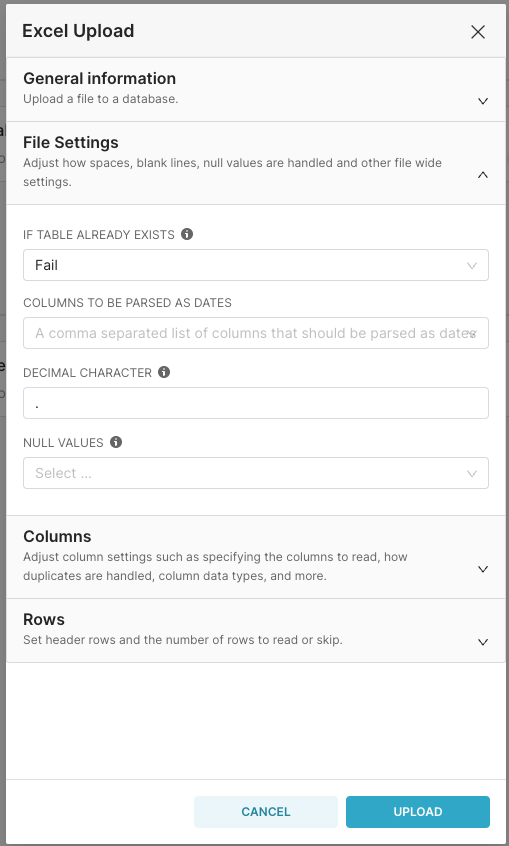 Excel Upload
General information
Upload a file to a database.
File Settings
Adjust how spaces, blank lines, null values are handled and other file wide
settings.
IF TABLE ALREADY EXISTS
Fail
COLUMNS TO BE PARSED AS DATES
A comma separated list of columns that should be parsed as dates
DECIMAL CHARACTER
.
NULL VALUES
Select ...
Columns
Adjust column settings such as specifying the columns to read, how
duplicates are handled, column data types, and more.
Rows
Set header rows and the number of rows to read or skip.
CANCEL
UPLOAD